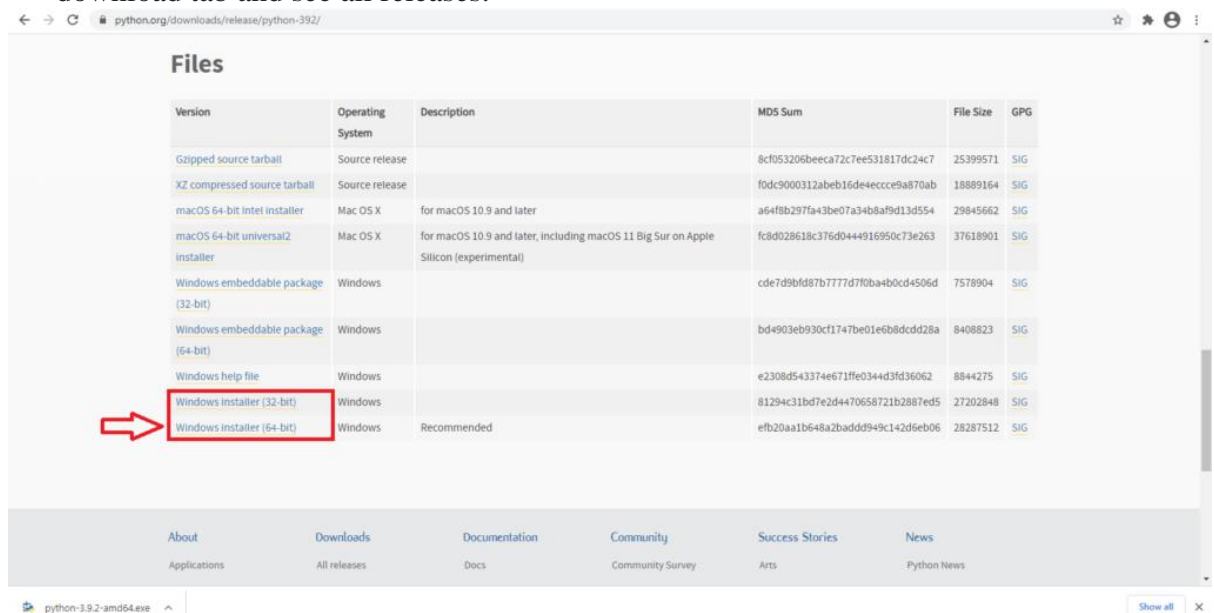 download tab and see all releases.
python.org/downloads/release/python-392/
Files
Version Operating System Description MD5 Sum File Size GPG
Gzipped source tarball Source release 8cf053206beeca72c7ee531817dc24c7 25399571 SIG
XZ compressed source tarball Source release f0dc9000312abeb16de4eccce9a870ab 18889164 SIG
macOS 64-bit Intel installer Mac OS X for macOS 10.9 and later a64f8b297fa43be07a34b8af9d13d554 29845662 SIG
macOS 64-bit universal2 installer Mac OS X for macOS 10.9 and later, including macOS 11 Big Sur on Apple Silicon (experimental) fc8d028618c376d0444916950c73e263 37618901 SIG
Windows embeddable package (32-bit) Windows cde7d9bfd87b7777d7f0ba4b0cd4506d 7578904 SIG
Windows embeddable package (64-bit) Windows bd4903eb930cf1747be01e6b8dcdd28a 8408823 SIG
Windows help file Windows e2308d543374e671ffe0344d3fd36062 8844275 SIG
Windows installer (32-bit) Windows 81294c31bd7e2d4470658721b2887ed5 27202848 SIG
Windows installer (64-bit) Windows Recommended efb20aa1b648a2baddd949c142d6eb06 28287512 SIG
About Downloads Documentation Community Success Stories News
Applications All releases Docs Community Survey Arts Python News
python-3.9.2-amd64.exe Show all